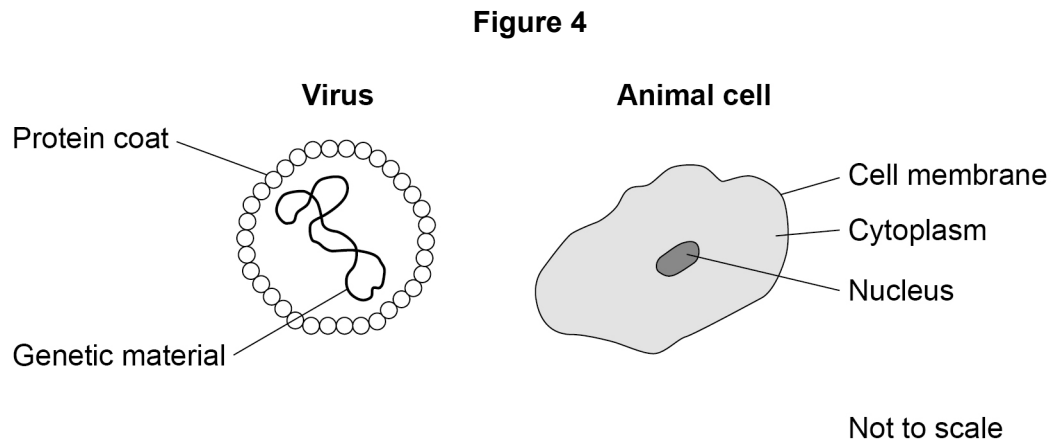 Figure 4
Virus
Protein coat
Genetic material
Animal cell
Cell membrane
Cytoplasm
Nucleus
Not to scale